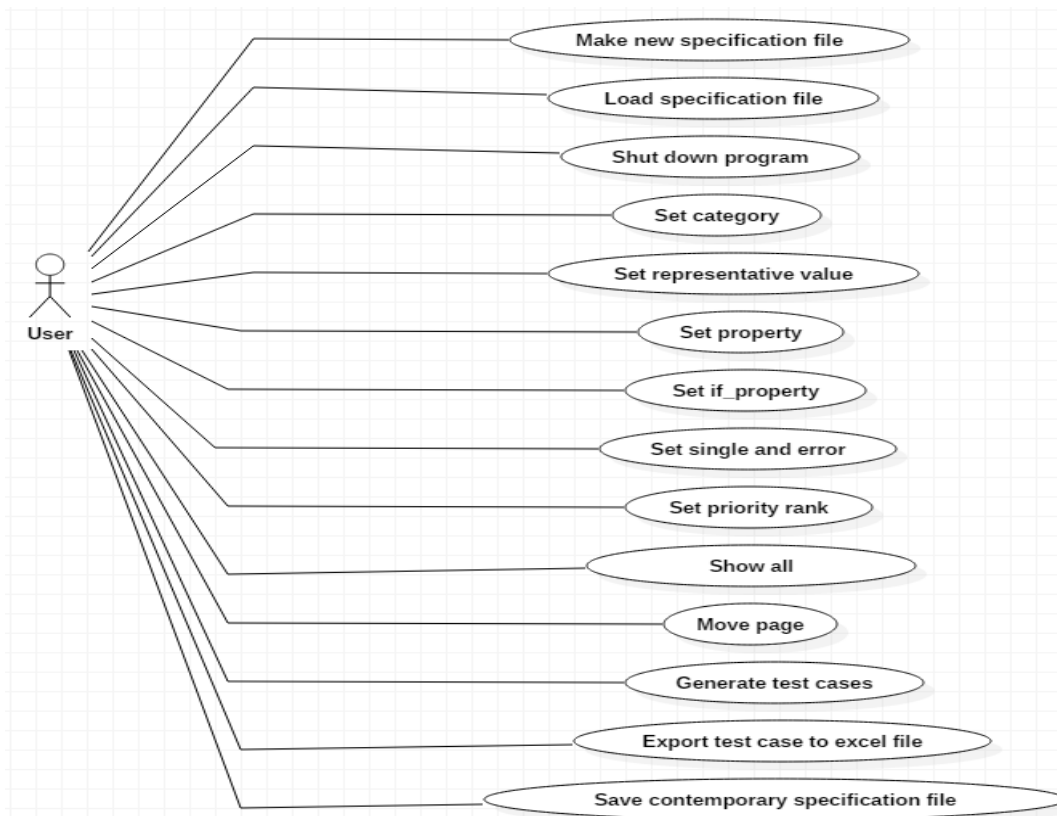 Make new specification file
Load specification file
Shut down program
Set category
Set representative value
User
Set property
Set if_property
Set single and error
Set priority rank
Show all
Move page
Generate test cases
Export test case to excel file
Save contemporary specification file